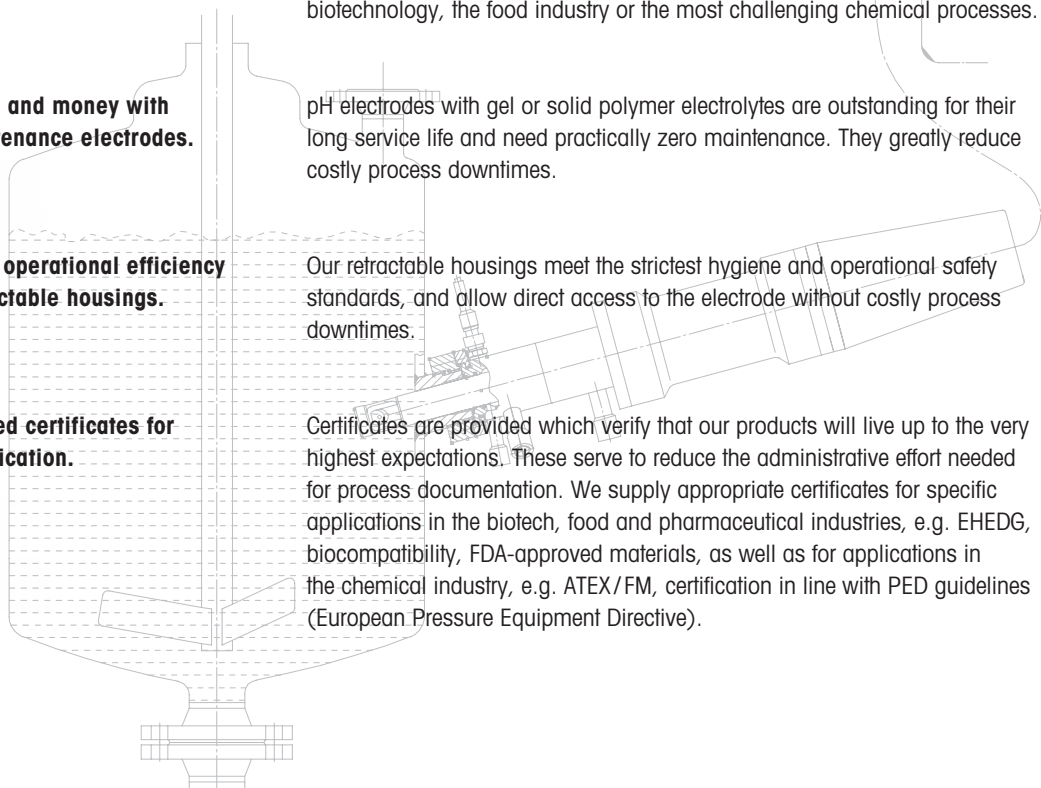 biotechnology, the food industry or the most challenging chemical processes.
and money with
tenance electrodes.
pH electrodes with gel or solid polymer electrolytes are outstanding for their
long service life and need practically zero maintenance. They greatly reduce
costly process downtimes.
operational efficiency
ctable housings.
Our retractable housings meet the strictest hygiene and operational safety
standards, and allow direct access to the electrode without costly process
downtimes.
ed certificates for
ication.
Certificates are provided which verify that our products will live up to the very
highest expectations. These serve to reduce the administrative effort needed
for process documentation. We supply appropriate certificates for specific
applications in the biotech, food and pharmaceutical industries, e.g. EHEDG,
biocompatibility, FDA-approved materials, as well as for applications in
the chemical industry, e.g. ATEX/FM, certification in line with PED guidelines
(European Pressure Equipment Directive).